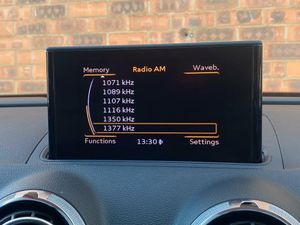 Memory Radio AM Waveb.
1071 kHz
1089 kHz
1107 kHz
1116 kHz
1350 kHz
1377 kHz
Functions 13:30 Settings